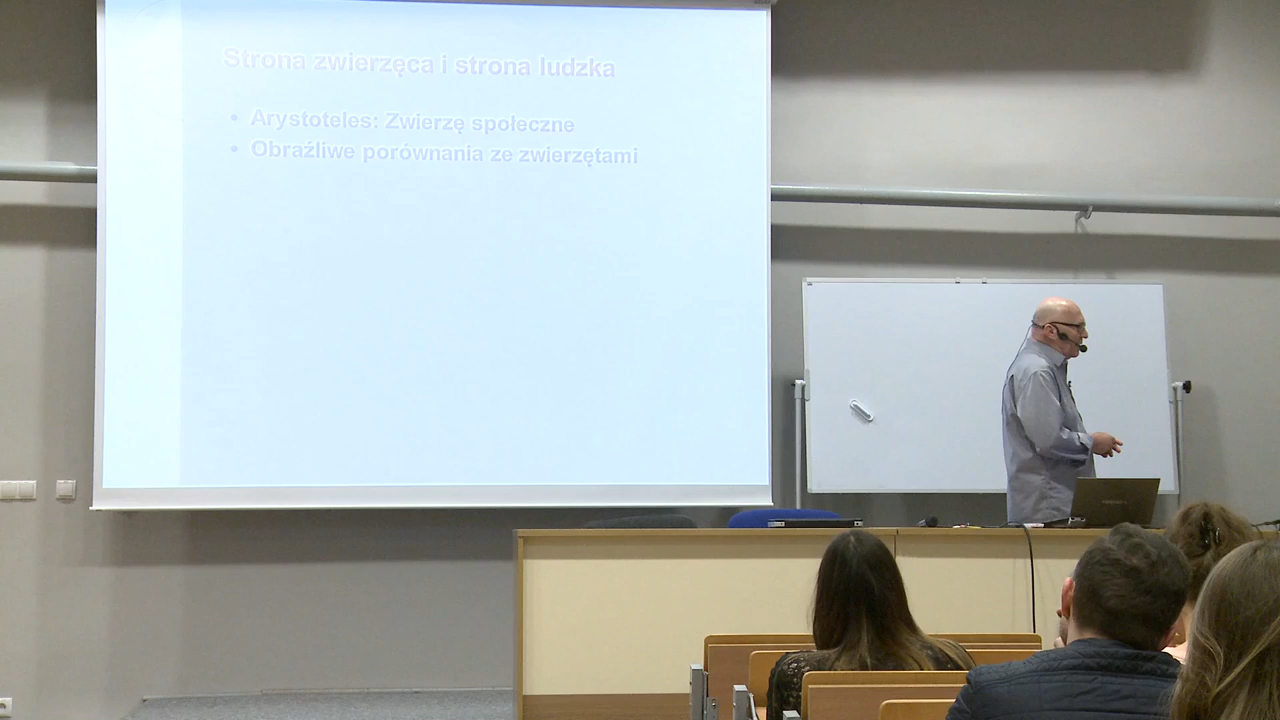 Strona zwierzęca i strona ludzka
• Arystoteles: Zwierzę społeczne
• Obraźliwe porównania ze zwierzętami